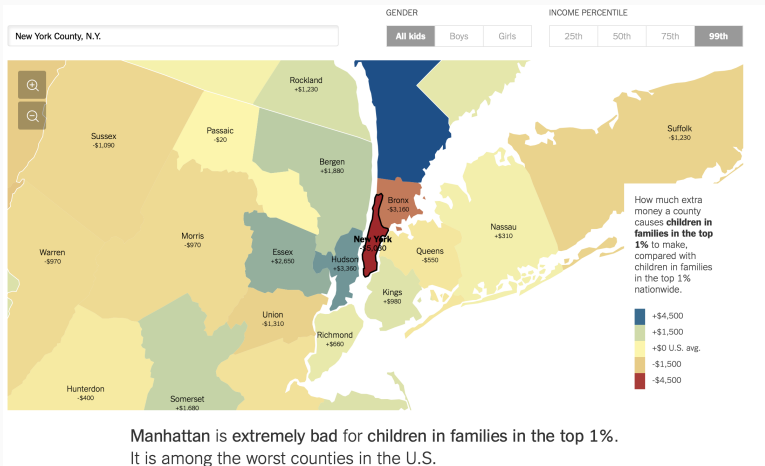 GENDER
INCOME PERCENTILE
New York County, N.Y.
All kids
Boys
Girls
25th
50th
75th
99th
Rockland
+$1,230
Sussex
-$1,090
Passaic
-$20
Suffolk
-$1,230
Bergen
+$1,880
Bronx
-$3,160
How much extra
money a county
causes children in
families in the top
1% to make,
compared with
children in families
in the top 1%
nationwide.
Nassau
+$310
Morris
-$970
New York
Warren
-$970
Essex
+$2,650
Hudson
+$3,360
Queens
-$550
Kings
+$980
Union
-$1,310
Richmond
+$660
+$4,500
+$1,500
+$0 U.S. avg.
-$1,500
-$4,500
Hunterdon
-$400
Somerset
+$1,680
Manhattan is extremely bad for children in families in the top 1%.
It is among the worst counties in the U.S.